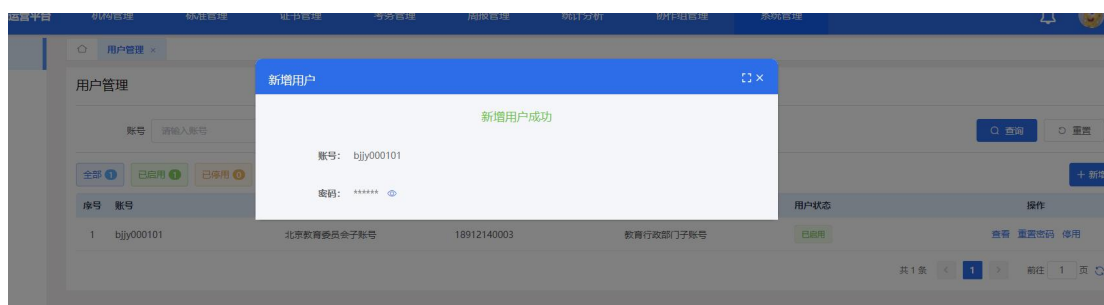 运营平台 机构管理 标准管理 证书管理 考务管理 周报管理 统计分析 创作组管理 系统管理
用户管理 ×
用户管理
新增用户
新增用户成功
账号 请输入账号
查询 重置
账号: bjjy000101
密码: ******
全部 1 已启用 1 已停用 0
+ 新增
序号 账号 用户状态 操作
1 bjjy000101 北京教育委员会子账号 18912140003 教育行政部门子账号 已启用 查看 重置密码 停用
共 1 条 < 1 > 前往 1 页